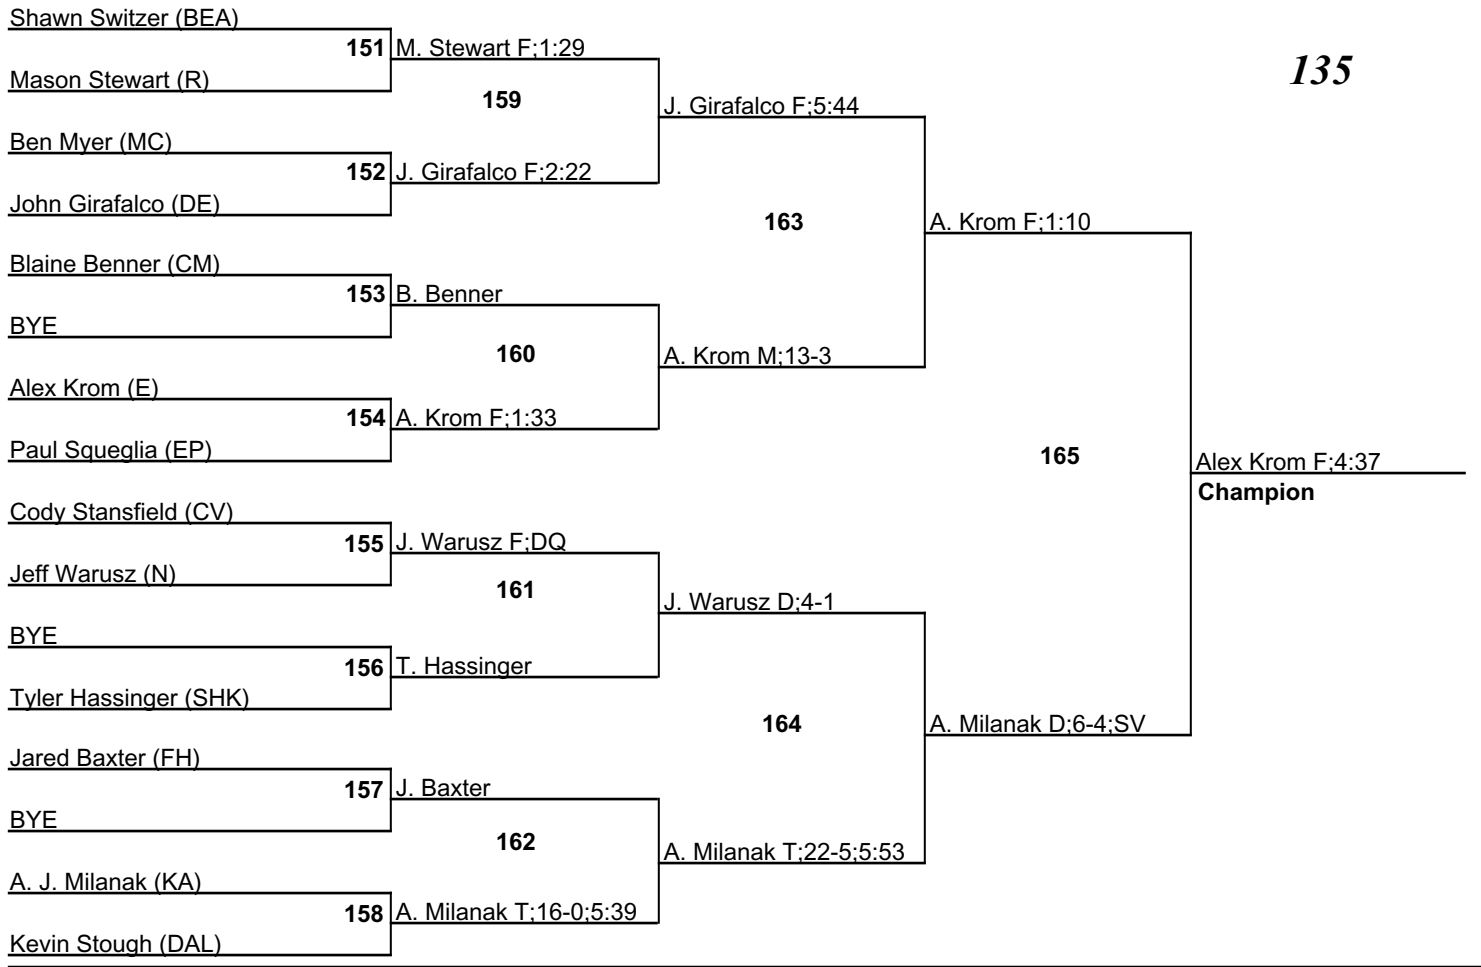 Shawn Switzer (BEA)
151 M. Stewart F;1:29
135
Mason Stewart (R)
159
J. Girafalco F;5:44
Ben Myer (MC)
152 J. Girafalco F;2:22
John Girafalco (DE)
163
A. Krom F;1:10
Blaine Benner (CM)
153 B. Benner
BYE
160
A. Krom M;13-3
Alex Krom (E)
154 A. Krom F;1:33
Paul Squeglia (EP)
165
Alex Krom F;4:37
Champion
Cody Stansfield (CV)
155 J. Warusz F;DQ
Jeff Warusz (N)
161
J. Warusz D;4-1
BYE
156 T. Hassinger
Tyler Hassinger (SHK)
164
A. Milanak D;6-4;SV
Jared Baxter (FH)
157 J. Baxter
BYE
162
A. Milanak T;22-5;5:53
A. J. Milanak (KA)
158 A. Milanak T;16-0;5:39
Kevin Stough (DAL)